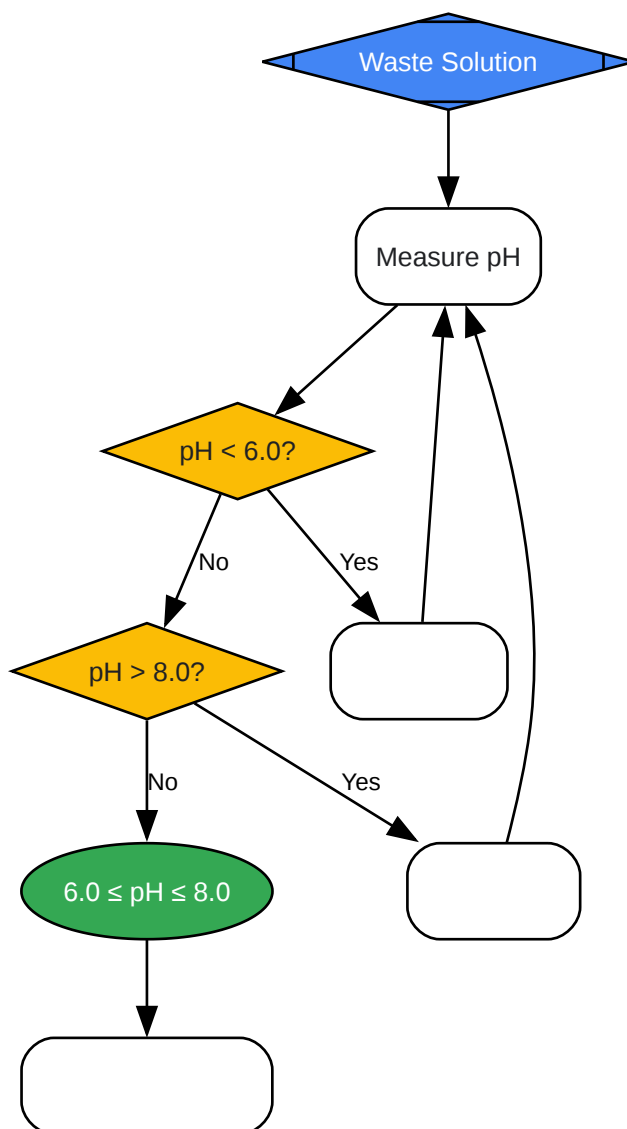 Waste Solution
Measure pH
pH < 6.0?
No
Yes
pH > 8.0?
No
Yes
6.0 ≤ pH ≤ 8.0